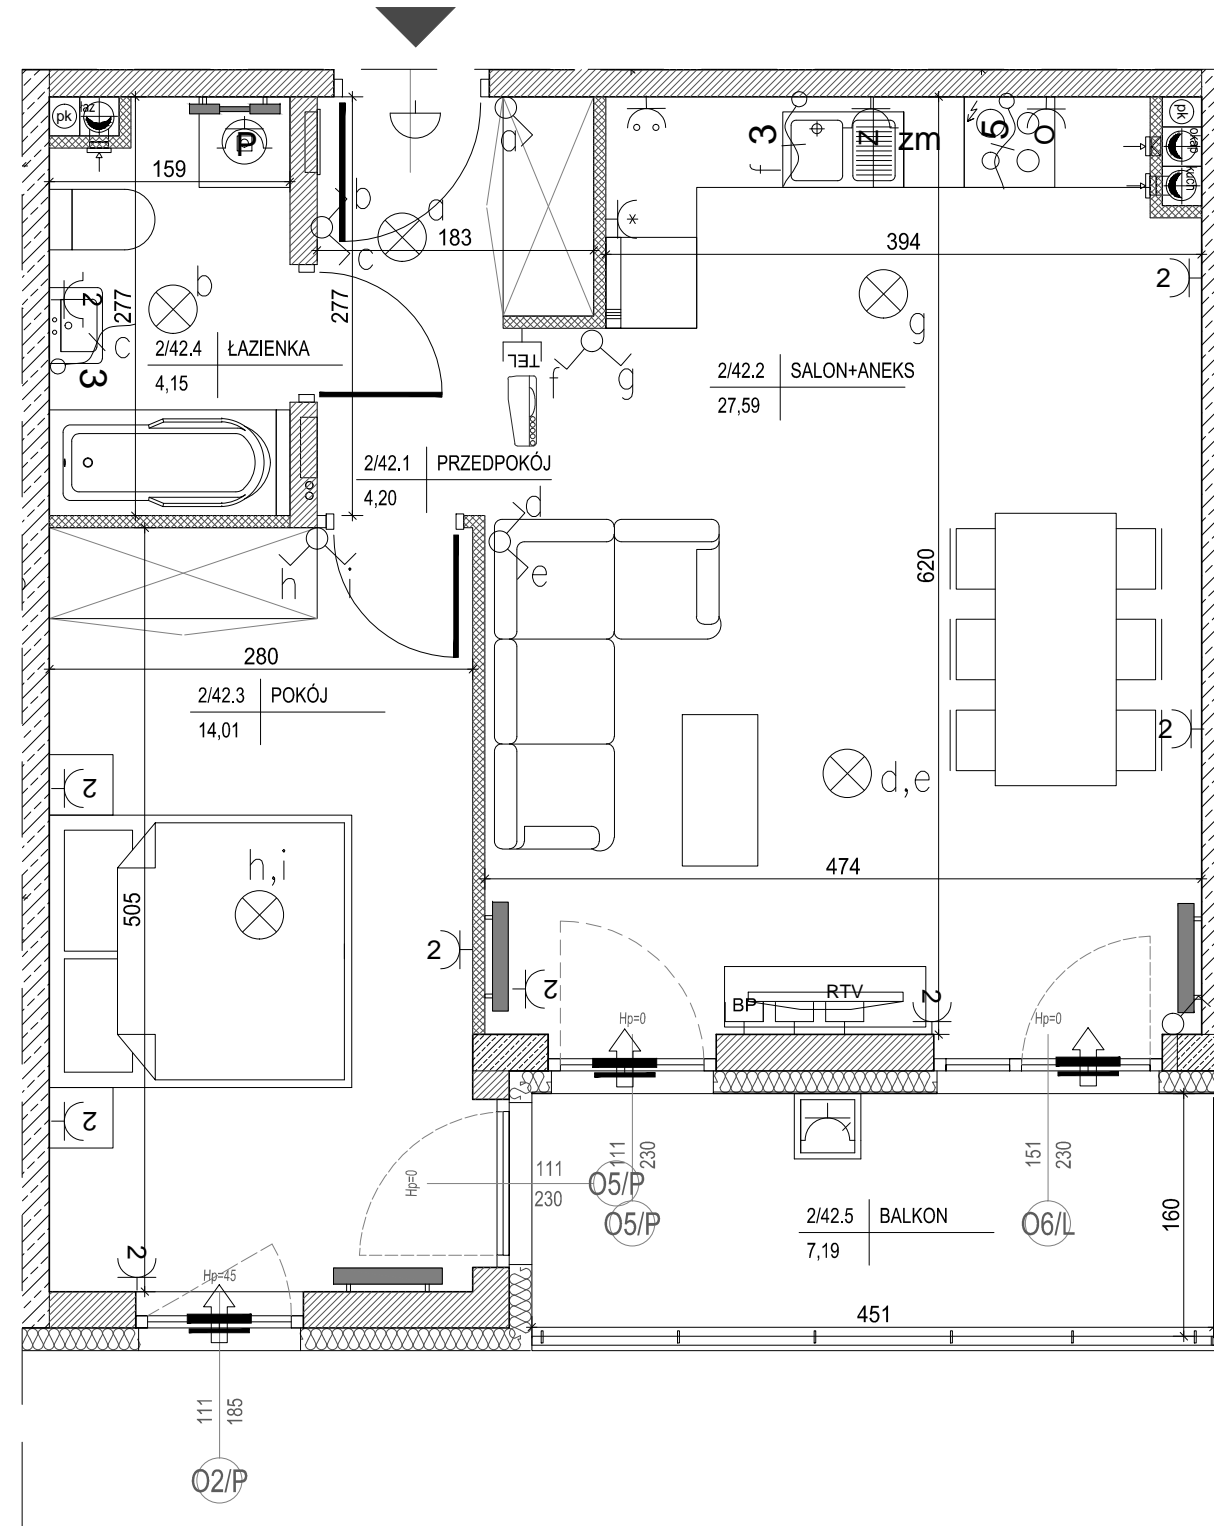 pk
łaz
P
159
3
z
zm
5
O
pk
okap
kuch
f
a
b
c
a
183
394
2
277
277
b
2
c
3
*
g
2/42.4 ŁAZIENKA
4,15
TEL
f
g
2/42.2 SALON+ANEKS
27,59
2/42.1 PRZEDPOKÓJ
4,20
d
e
h
i
620
280
2/42.3 POKÓJ
14,01
2
2
d,e
h,i
474
505
2
2
BP
RTV
2
Hp=0
Hp=0
2
111
230
151
230
Hp=0
111
230
O5/P
O5/P
O6/L
2/42.5 BALKON
7,19
160
2
Hp=45
451
111
185
O2/P